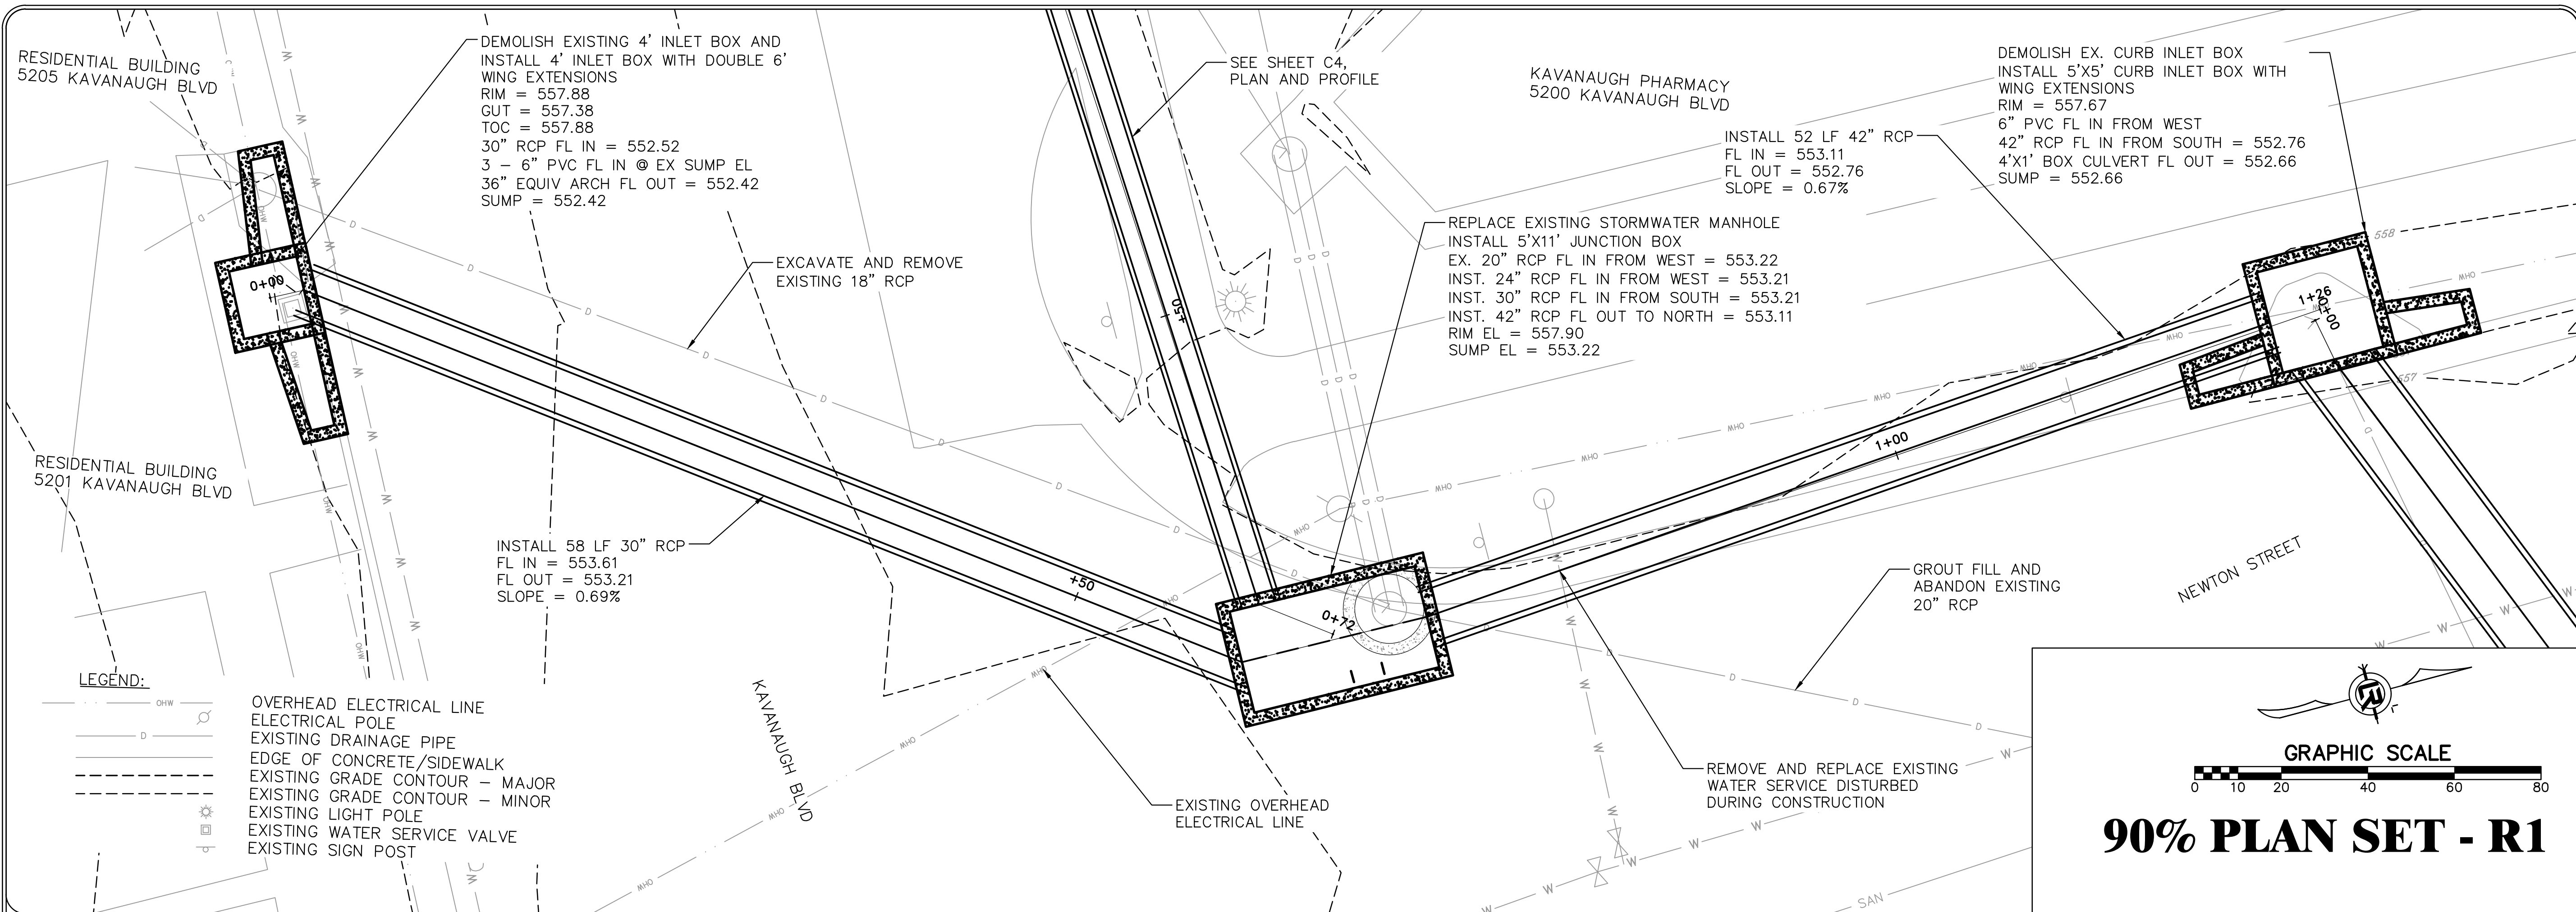 RESIDENTIAL BUILDING
5205 KAVANAUGH BLVD
DEMOLISH EXISTING 4' INLET BOX AND
INSTALL 4' INLET BOX WITH DOUBLE 6'
WING EXTENSIONS
RIM = 557.88
GUT = 557.38
TOC = 557.88
30" RCP FL IN = 552.52
3 – 6" PVC FL IN @ EX SUMP EL
36" EQUIV ARCH FL OUT = 552.42
SUMP = 552.42
SEE SHEET C4,
PLAN AND PROFILE
KAVANAUGH PHARMACY
5200 KAVANAUGH BLVD
DEMOLISH EX. CURB INLET BOX
INSTALL 5'X5' CURB INLET BOX WITH
WING EXTENSIONS
RIM = 557.67
6" PVC FL IN FROM WEST
42" RCP FL IN FROM SOUTH = 552.76
4'X1' BOX CULVERT FL OUT = 552.66
SUMP = 552.66
INSTALL 52 LF 42" RCP
FL IN = 553.11
FL OUT = 552.76
SLOPE = 0.67%
REPLACE EXISTING STORMWATER MANHOLE
INSTALL 5'X11' JUNCTION BOX
EX. 20" RCP FL IN FROM WEST = 553.22
INST. 24" RCP FL IN FROM WEST = 553.21
INST. 30" RCP FL IN FROM SOUTH = 553.21
INST. 42" RCP FL OUT TO NORTH = 553.11
RIM EL = 557.90
SUMP EL = 553.22
EXCAVATE AND REMOVE
EXISTING 18" RCP
0+00
+50
558
1+26
0+00
557
1+00
RESIDENTIAL BUILDING
5201 KAVANAUGH BLVD
INSTALL 58 LF 30" RCP
FL IN = 553.61
FL OUT = 553.21
SLOPE = 0.69%
+50
0+72
GROUT FILL AND
ABANDON EXISTING
20" RCP
NEWTON STREET
KAVANAUGH BLVD
EXISTING OVERHEAD
ELECTRICAL LINE
REMOVE AND REPLACE EXISTING
WATER SERVICE DISTURBED
DURING CONSTRUCTION
SAN
LEGEND:
OHW OVERHEAD ELECTRICAL LINE
ELECTRICAL POLE
D EXISTING DRAINAGE PIPE
EDGE OF CONCRETE/SIDEWALK
EXISTING GRADE CONTOUR – MAJOR
EXISTING GRADE CONTOUR – MINOR
EXISTING LIGHT POLE
EXISTING WATER SERVICE VALVE
EXISTING SIGN POST
GRAPHIC SCALE
0 10 20 40 60 80
90% PLAN SET - R1